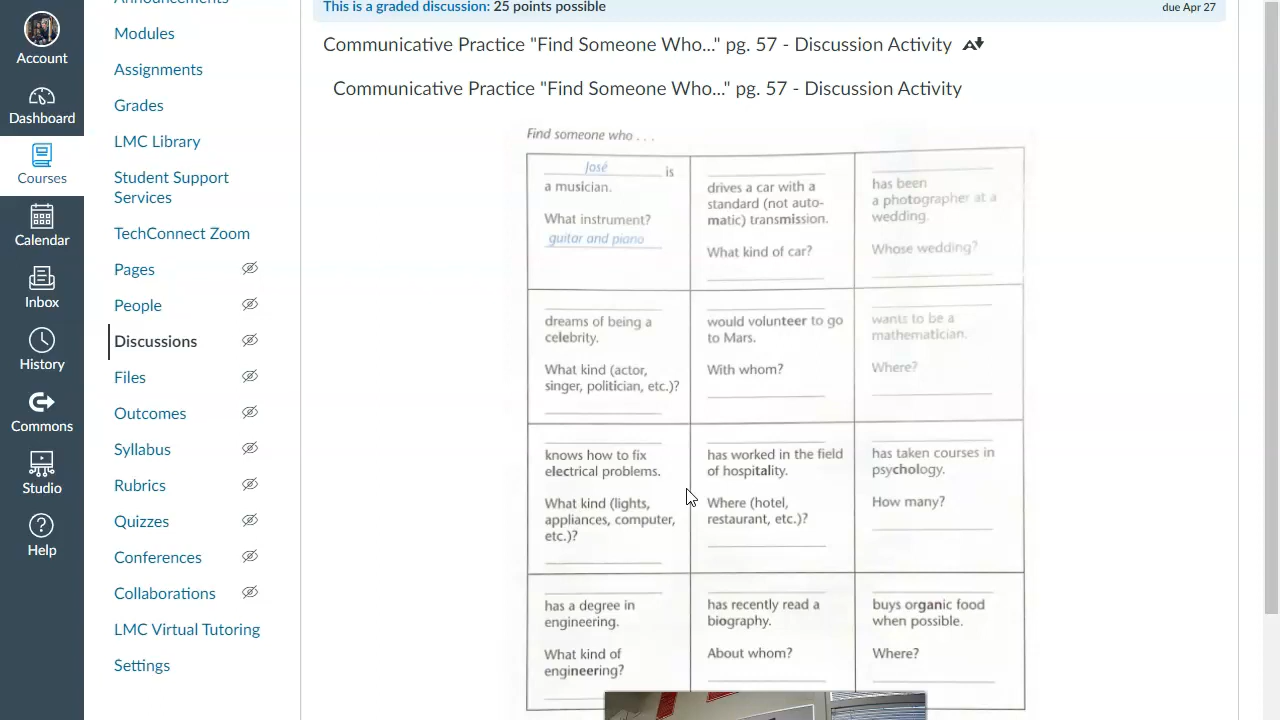 Announcements
Modules
Assignments
Grades
LMC Library
Student Support
Services
TechConnect Zoom
Pages
People
Discussions
Files
Outcomes
Syllabus
Rubrics
Quizzes
Conferences
Collaborations
LMC Virtual Tutoring
Settings
Account
Dashboard
Courses
Calendar
Inbox
History
Commons
Studio
Help
This is a graded discussion: 25 points possible
due Apr 27
Communicative Practice "Find Someone Who..." pg. 57 - Discussion Activity
Communicative Practice "Find Someone Who..." pg. 57 - Discussion Activity
Find someone who . . .
José is
a musician.
What instrument?
guitar and piano
drives a car with a
standard (not auto-
matic) transmission.
What kind of car?
has been
a photographer at a
wedding.
Whose wedding?
dreams of being a
celebrity.
What kind (actor,
singer, politician, etc.)?
would volunteer to go
to Mars.
With whom?
wants to be a
mathematician.
Where?
knows how to fix
electrical problems.
What kind (lights,
appliances, computer,
etc.)?
has worked in the field
of hospitality.
Where (hotel,
restaurant, etc.)?
has taken courses in
psychology.
How many?
has a degree in
engineering.
What kind of
engineering?
has recently read a
biography.
About whom?
buys organic food
when possible.
Where?